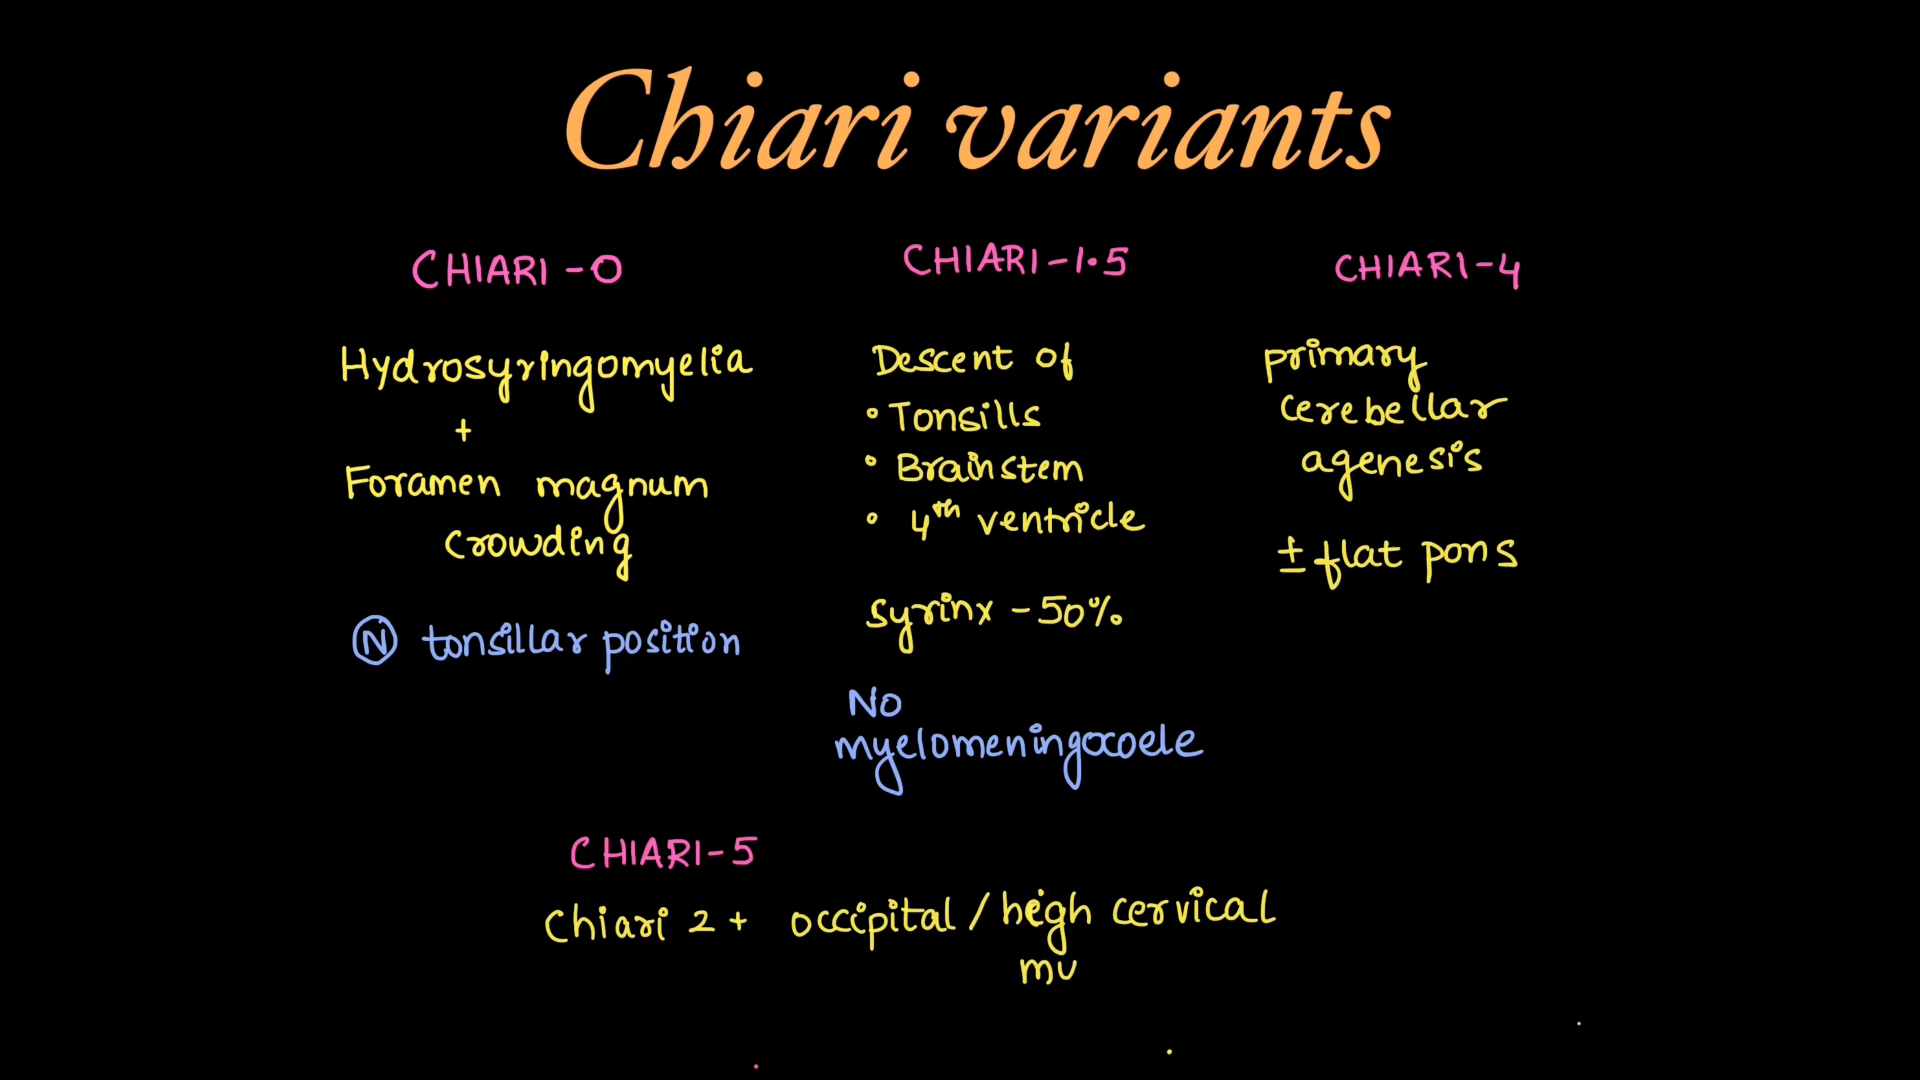 Chiari variants
CHIARI-0
Hydrosyringomyelia
+
Foramen magnum
crowding
Ⓝ tonsillar position
CHIARI-1.5
Descent of
• Tonsills
• Brainstem
• 4th ventricle
syrinx - 50%
No
myelomeningocoele
CHIARI-4
primary
cerebellar
agenesis
± flat pons
CHIARI-5
Chiari 2 + occipital / high cervical